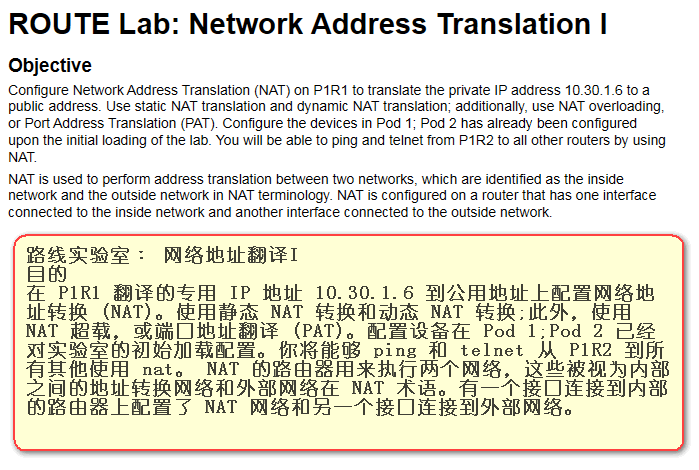 ROUTE Lab: Network Address Translation I
Objective
Configure Network Address Translation (NAT) on P1R1 to translate the private IP address 10.30.1.6 to a
public address. Use static NAT translation and dynamic NAT translation; additionally, use NAT overloading,
or Port Address Translation (PAT). Configure the devices in Pod 1; Pod 2 has already been configured
upon the initial loading of the lab. You will be able to ping and telnet from P1R2 to all other routers by using
NAT.
NAT is used to perform address translation between two networks, which are identified as the inside
network and the outside network in NAT terminology. NAT is configured on a router that has one interface
connected to the inside network and another interface connected to the outside network.
路线实验室： 网络地址翻译I
目的
在 P1R1 翻译的专用 IP 地址 10.30.1.6 到公用地址上配置网络地
址转换 (NAT)。使用静态 NAT 转换和动态 NAT 转换;此外，使用
NAT 超载，或端口地址翻译 (PAT)。配置设备在 Pod 1;Pod 2 已经
对实验室的初始加载配置。你将能够 ping 和 telnet 从 P1R2 到所
有其他使用 nat。 NAT 的路由器用来执行两个网络，这些被视为内部
之间的地址转换网络和外部网络在 NAT 术语。有一个接口连接到内部
的路由器上配置了 NAT 网络和另一个接口连接到外部网络。